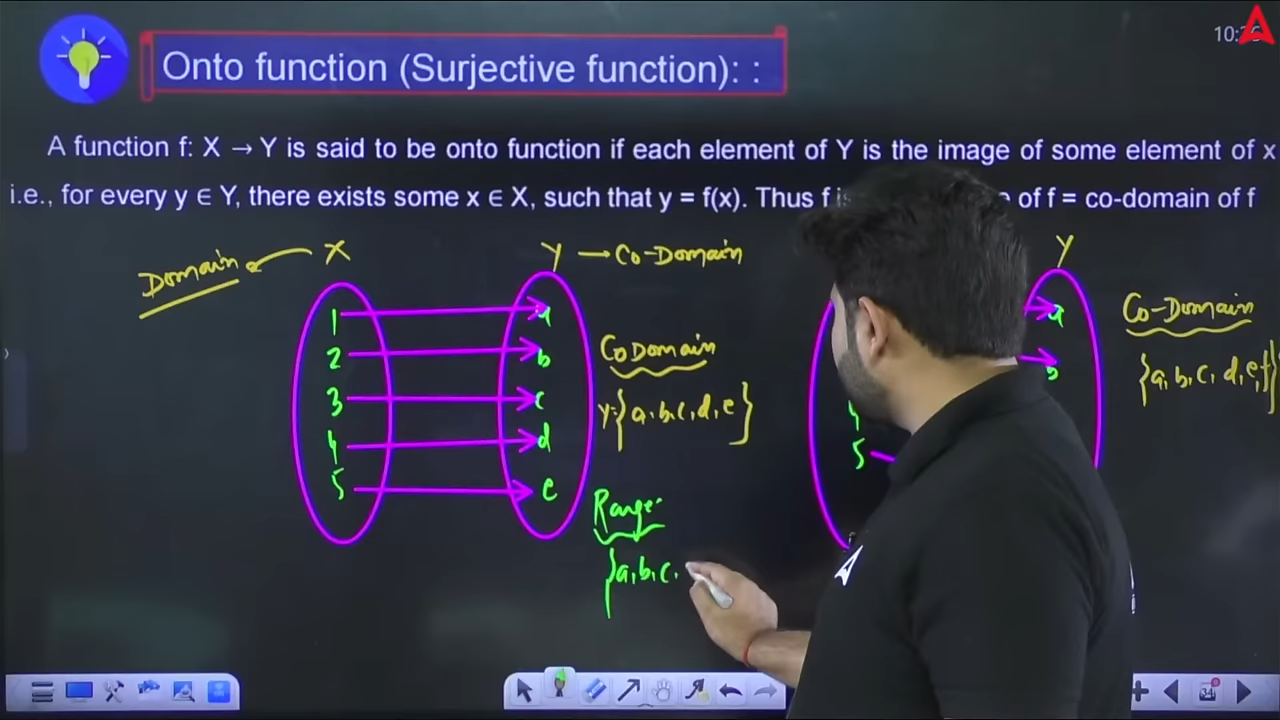 10:
Onto function (Surjective function): :
A function f: X → Y is said to be onto function if each element of Y is the image of some element of x
i.e., for every y ∈ Y, there exists some x ∈ X, such that y = f(x). Thus f of f = co-domain of f
Domain X Y → Co-Domain Y
1 a
2 b
3 c
4 d
5 e
CoDomain
y:{a,b,c,d,e}
Range:
{a,b,c,
4
5
a
b
Co-Domain
{a,b,c,d,e,f}
34